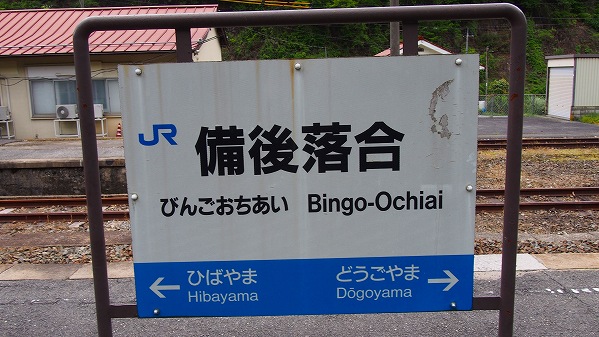 JR
備後落合
びんごおちあい Bingo-Ochiai
← ひばやま どうごやま →
Hibayama Dōgoyama